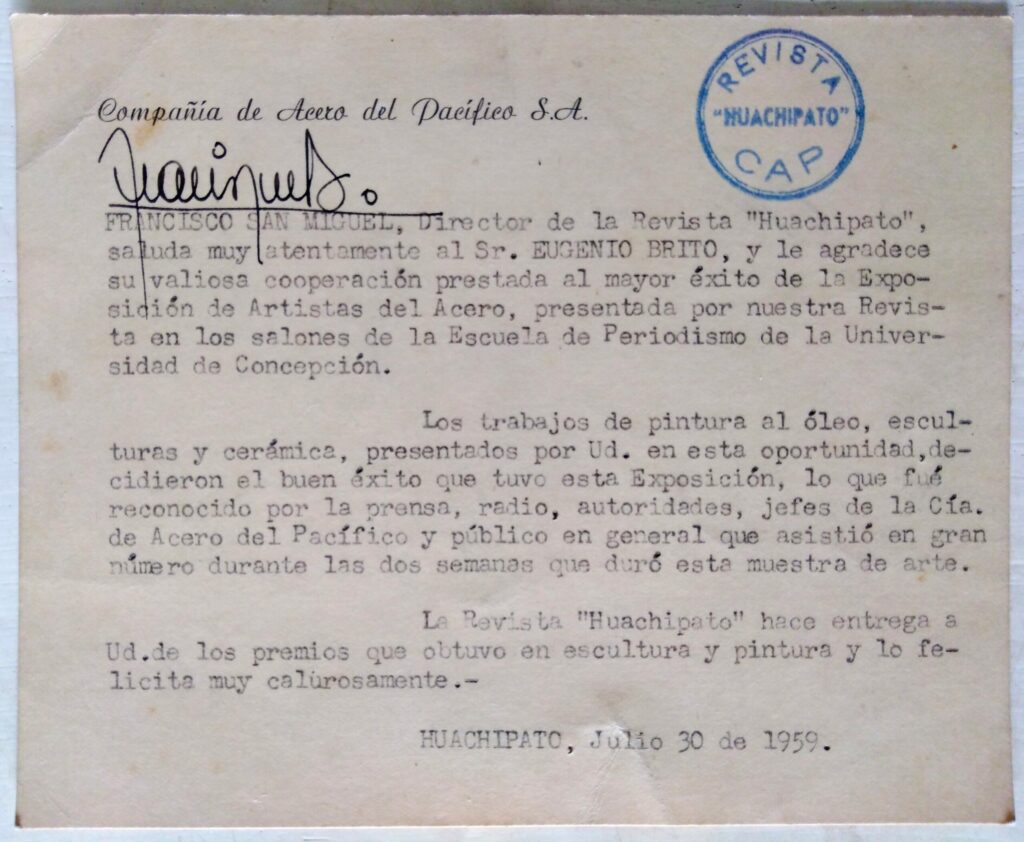 Compañía de Acero del Pacífico S.A.
REVISTA
"HUACHIPATO"
CAP
FRANCISCO SAN MIGUEL, Director de la Revista "Huachipato",
saluda muy atentamente al Sr. EUGENIO BRITO, y le agradece
su valiosa cooperación prestada al mayor éxito de la Expo-
sición de Artistas del Acero, presentada por nuestra Revis-
ta en los salones de la Escuela de Periodismo de la Univer-
sidad de Concepción.
Los trabajos de pintura al óleo, escul-
turas y cerámica, presentados por Ud. en esta oportunidad,de-
cidieron el buen éxito que tuvo esta Exposición, lo que fué
reconocido por la prensa, radio, autoridades, jefes de la Cía.
de Acero del Pacífico y público en general que asistió en gran
número durante las dos semanas que duró esta muestra de arte.
La Revista "Huachipato" hace entrega a
Ud.de los premios que obtuvo en escultura y pintura y lo fe-
licita muy calúrosamente.-
HUACHIPATO, Julio 30 de 1959.